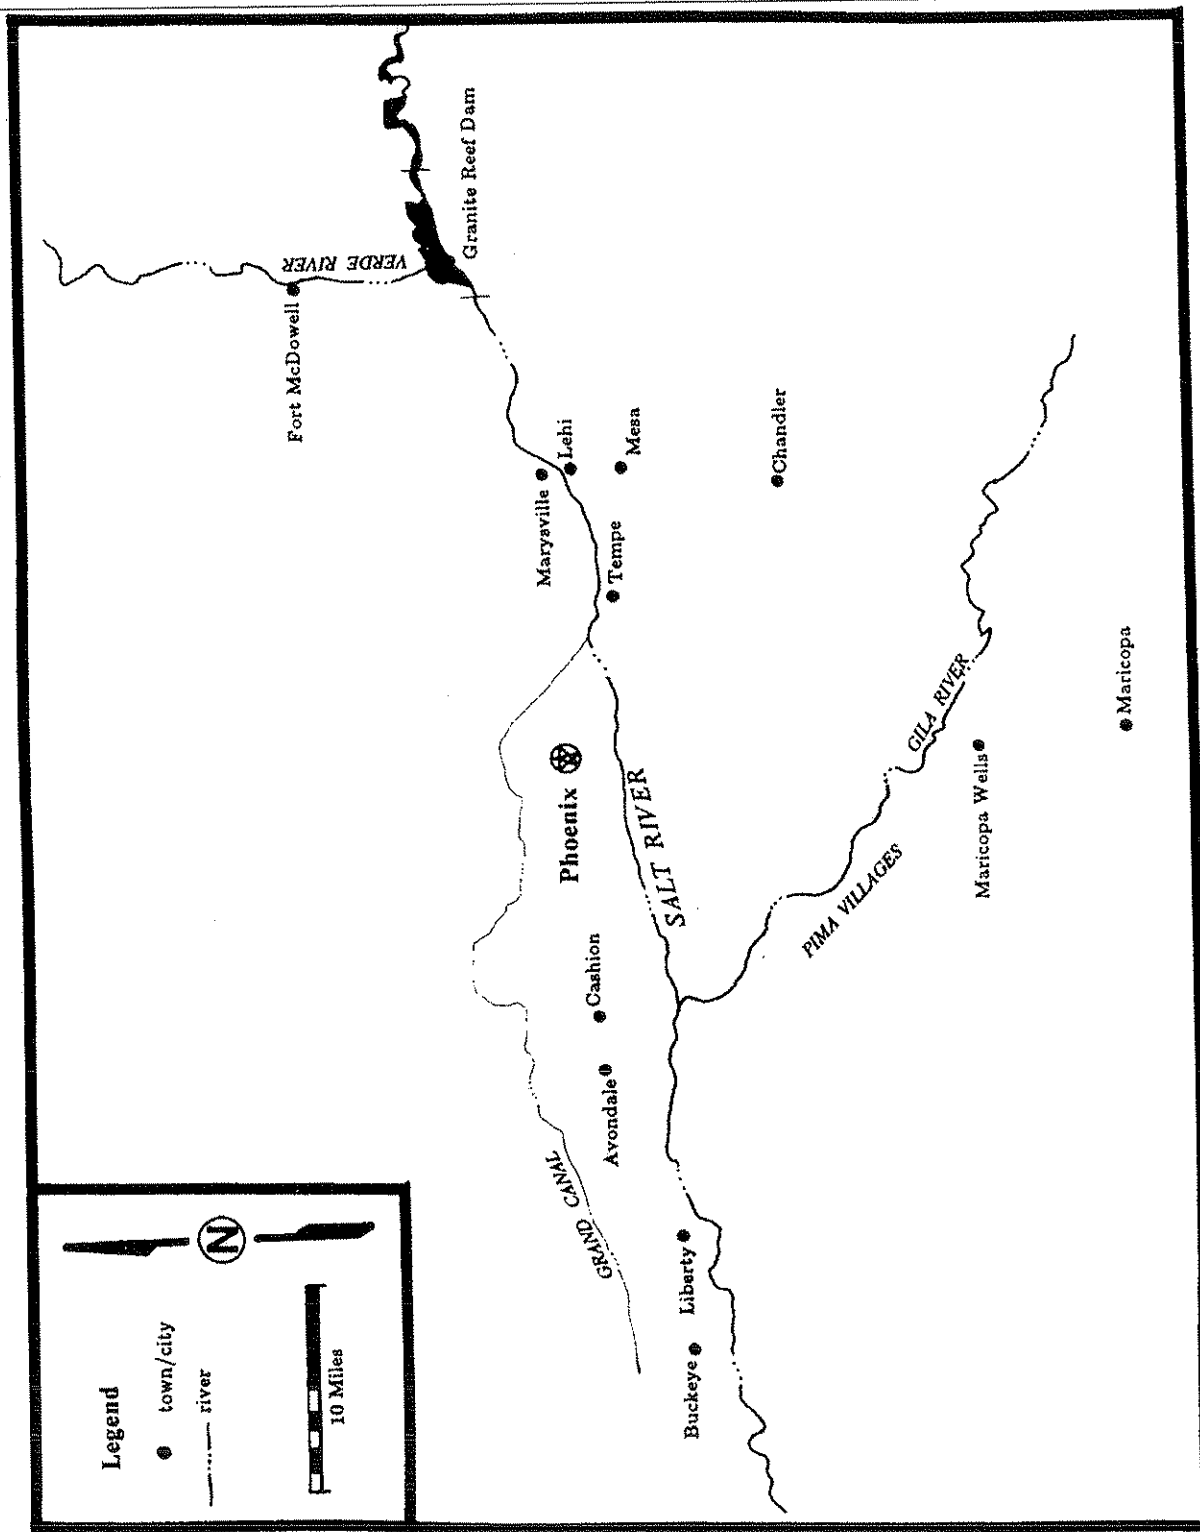 Legend
town/city
river
10 Miles
N
VERDE RIVER
Fort McDowell
Granite Reef Dam
Marysville
Lehi
Mesa
Tempe
Chandler
Phoenix
SALT RIVER
Cashion
Avondale
GRAND CANAL
Liberty
Buckeye
GILA RIVER
PIMA VILLAGES
Maricopa Wells
Maricopa